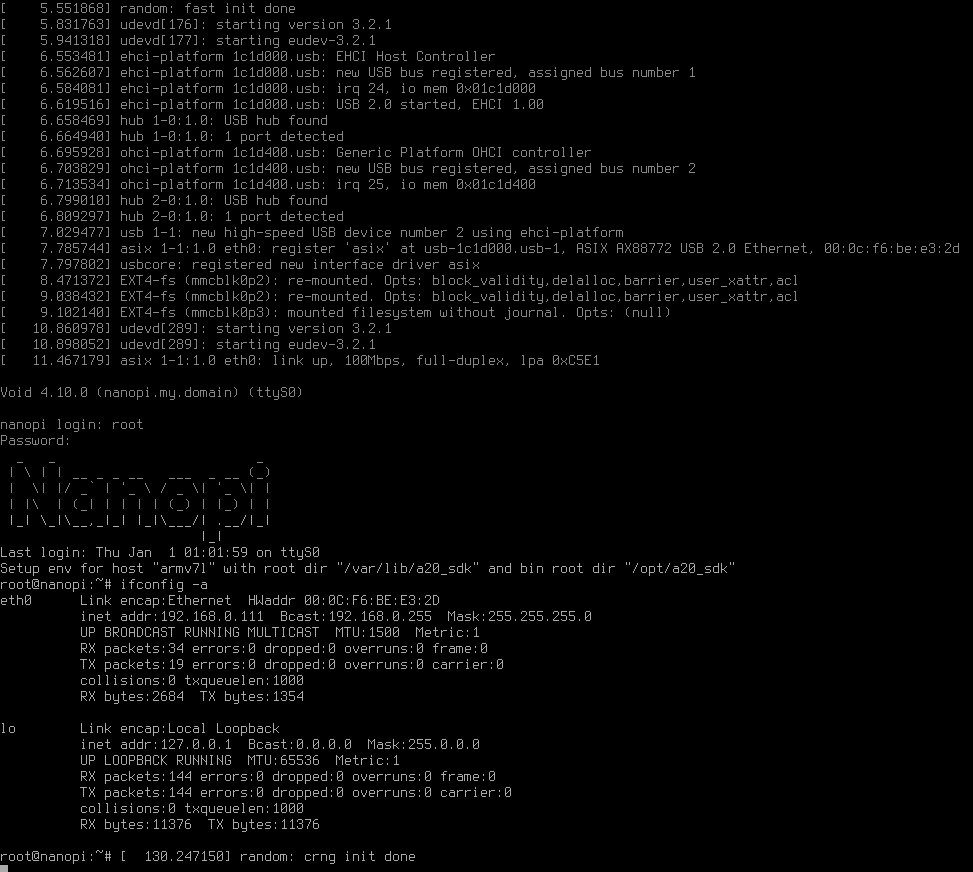 [    5.551868] random: fast init done
[    5.831763] udevd[176]: starting version 3.2.1
[    5.941318] udevd[177]: starting eudev-3.2.1
[    6.553481] ehci-platform 1c1d000.usb: EHCI Host Controller
[    6.562607] ehci-platform 1c1d000.usb: new USB bus registered, assigned bus number 1
[    6.584081] ehci-platform 1c1d000.usb: irq 24, io mem 0x01c1d000
[    6.619516] ehci-platform 1c1d000.usb: USB 2.0 started, EHCI 1.00
[    6.658469] hub 1-0:1.0: USB hub found
[    6.664940] hub 1-0:1.0: 1 port detected
[    6.695928] ohci-platform 1c1d400.usb: Generic Platform OHCI controller
[    6.703829] ohci-platform 1c1d400.usb: new USB bus registered, assigned bus number 2
[    6.713534] ohci-platform 1c1d400.usb: irq 25, io mem 0x01c1d400
[    6.799010] hub 2-0:1.0: USB hub found
[    6.809297] hub 2-0:1.0: 1 port detected
[    7.029477] usb 1-1: new high-speed USB device number 2 using ehci-platform
[    7.785744] asix 1-1:1.0 eth0: register 'asix' at usb-1c1d000.usb-1, ASIX AX88772 USB 2.0 Ethernet, 00:0c:f6:be:e3:2d
[    7.797802] usbcore: registered new interface driver asix
[    8.471372] EXT4-fs (mmcblk0p2): re-mounted. Opts: block_validity,delalloc,barrier,user_xattr,acl
[    9.038432] EXT4-fs (mmcblk0p2): re-mounted. Opts: block_validity,delalloc,barrier,user_xattr,acl
[    9.102140] EXT4-fs (mmcblk0p3): mounted filesystem without journal. Opts: (null)
[   10.860978] udevd[289]: starting version 3.2.1
[   10.898052] udevd[289]: starting eudev-3.2.1
[   11.467179] asix 1-1:1.0 eth0: link up, 100Mbps, full-duplex, lpa 0xC5E1
Void 4.10.0 (nanopi.my.domain) (ttyS0)
nanopi login: root
Password:
Nanopi
Last login: Thu Jan  1 01:01:59 on ttyS0
Setup env for host "armv7l" with root dir "/var/lib/a20_sdk" and bin root dir "/opt/a20_sdk"
root@nanopi:~# ifconfig -a
eth0      Link encap:Ethernet  HWaddr 00:0C:F6:BE:E3:2D
          inet addr:192.168.0.111  Bcast:192.168.0.255  Mask:255.255.255.0
          UP BROADCAST RUNNING MULTICAST  MTU:1500  Metric:1
          RX packets:34 errors:0 dropped:0 overruns:0 frame:0
          TX packets:19 errors:0 dropped:0 overruns:0 carrier:0
          collisions:0 txqueuelen:1000
          RX bytes:2684  TX bytes:1354
lo        Link encap:Local Loopback
          inet addr:127.0.0.1  Bcast:0.0.0.0  Mask:255.0.0.0
          UP LOOPBACK RUNNING  MTU:65536  Metric:1
          RX packets:144 errors:0 dropped:0 overruns:0 frame:0
          TX packets:144 errors:0 dropped:0 overruns:0 carrier:0
          collisions:0 txqueuelen:1000
          RX bytes:11376  TX bytes:11376
root@nanopi:~# [  130.247150] random: crng init done